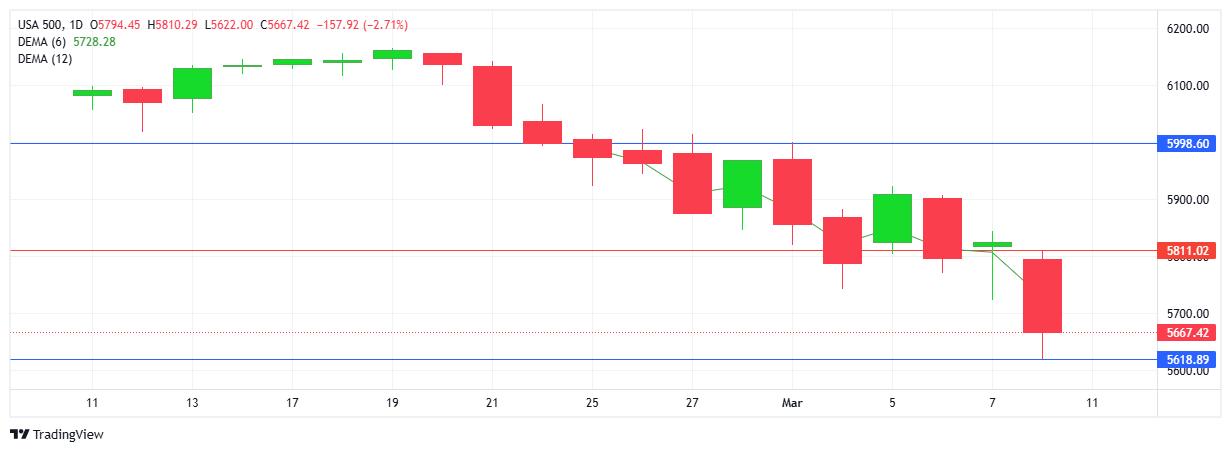 USA 500, 1D O5794.45 H5810.29 L5622.00 C5667.42 −157.92 (−2.71%)
DEMA (6) 5728.28
DEMA (12)
6200.00
6100.00
5998.60
5900.00
5811.02
5700.00
5667.42
5618.89
5600.00
11 13 17 19 21 25 27 Mar 5 7 11
TradingView